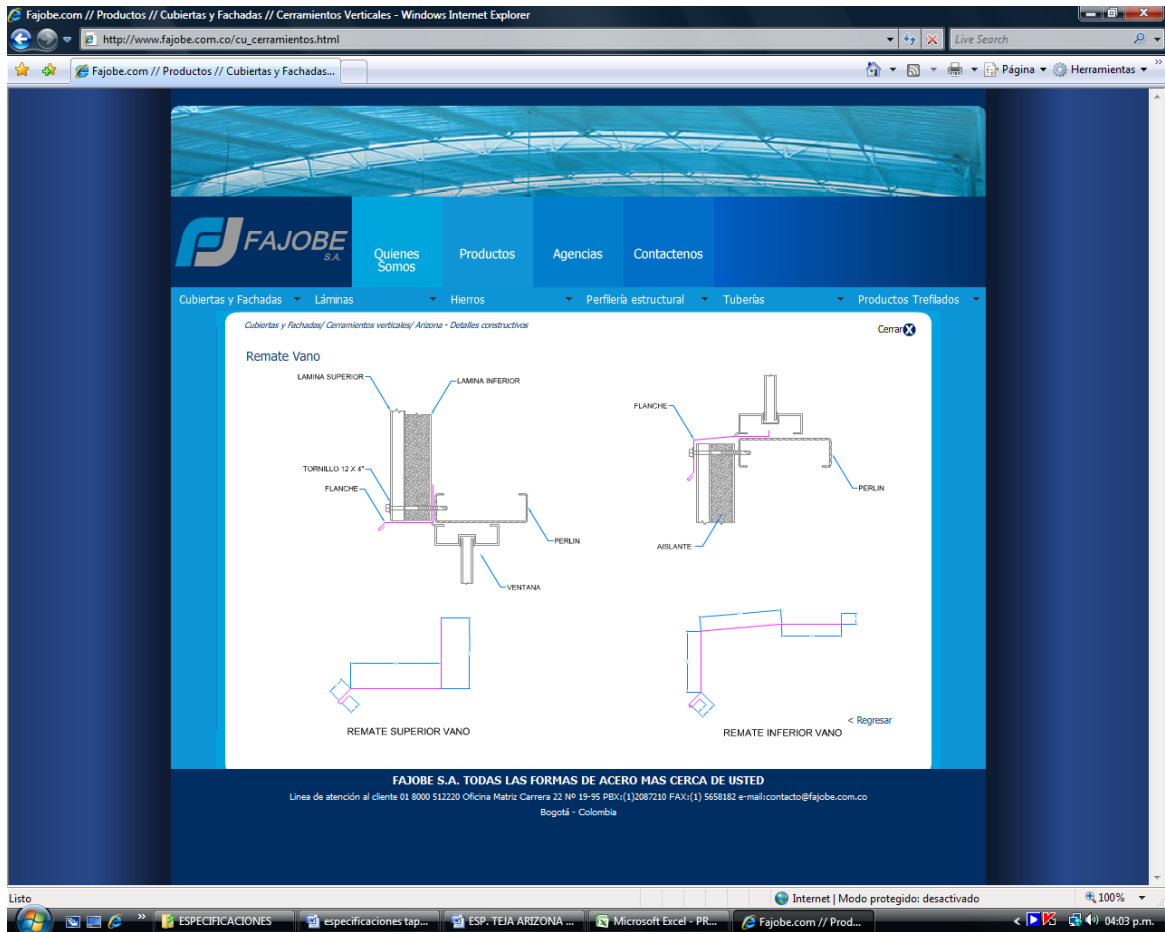 Fajobe.com // Productos // Cubiertas y Fachadas // Cerramientos Verticales - Windows Internet Explorer
http://www.fajobe.com.co/cu_cerramientos.html
Live Search
Fajobe.com // Productos // Cubiertas y Fachadas...
Página
Herramientas
FAJOBE
S.A.
Quienes
Somos
Productos
Agencias
Contactenos
Cubiertas y Fachadas
Láminas
Hierros
Perfilería estructural
Tuberías
Productos Trefilados
Cubiertas y Fachadas/ Cerramientos verticales/ Arizona - Detalles constructivos
Cerrar
Remate Vano
LAMINA SUPERIOR
LAMINA INFERIOR
TORNILLO 12 X 4"
FLANCHE
PERLIN
VENTANA
FLANCHE
PERLIN
AISLANTE
REMATE SUPERIOR VANO
REMATE INFERIOR VANO
< Regresar
FAJOBE S.A. TODAS LAS FORMAS DE ACERO MAS CERCA DE USTED
Linea de atención al cliente 01 8000 512220 Oficina Matriz Carrera 22 Nº 19-95 PBX:(1)2087210 FAX:(1) 5658182 e-mail:contacto@fajobe.com.co
Bogotá - Colombia
Listo
Internet | Modo protegido: desactivado
100%
ESPECIFICACIONES
especificaciones tap...
ESP. TEJA ARIZONA ...
Microsoft Excel - PR...
Fajobe.com // Prod...
04:03 p.m.